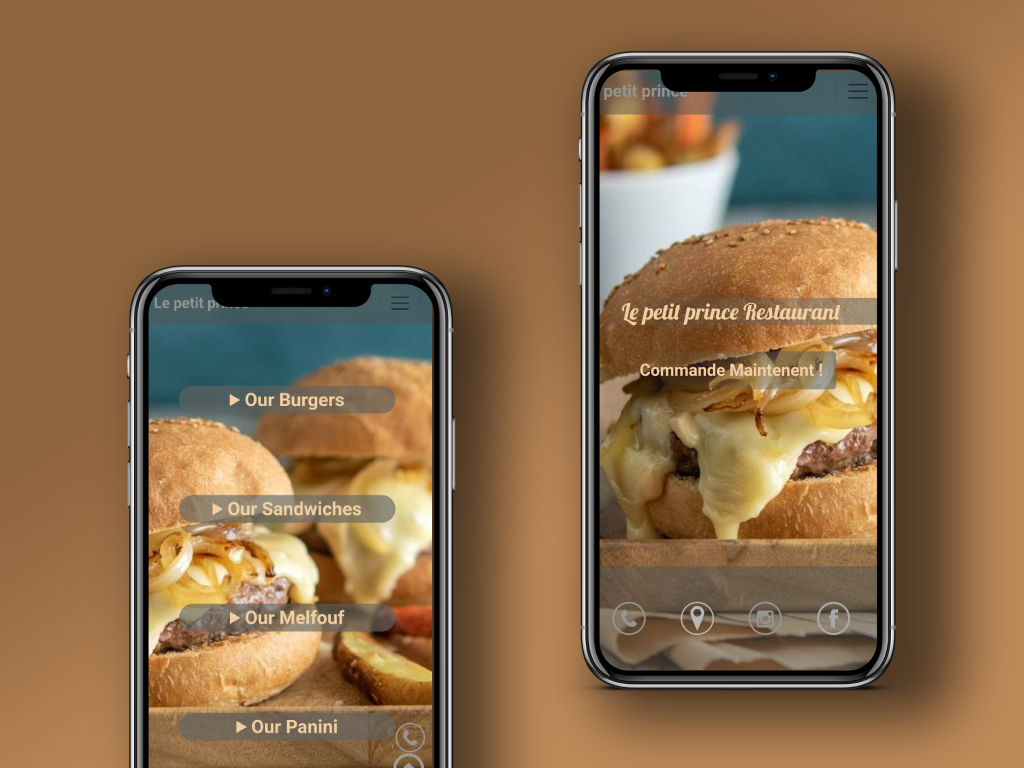 petit prince
Le petit prince Restaurant
Commande Maintenent !
Le petit prince
▶ Our Burgers
▶ Our Sandwiches
▶ Our Melfouf
▶ Our Panini